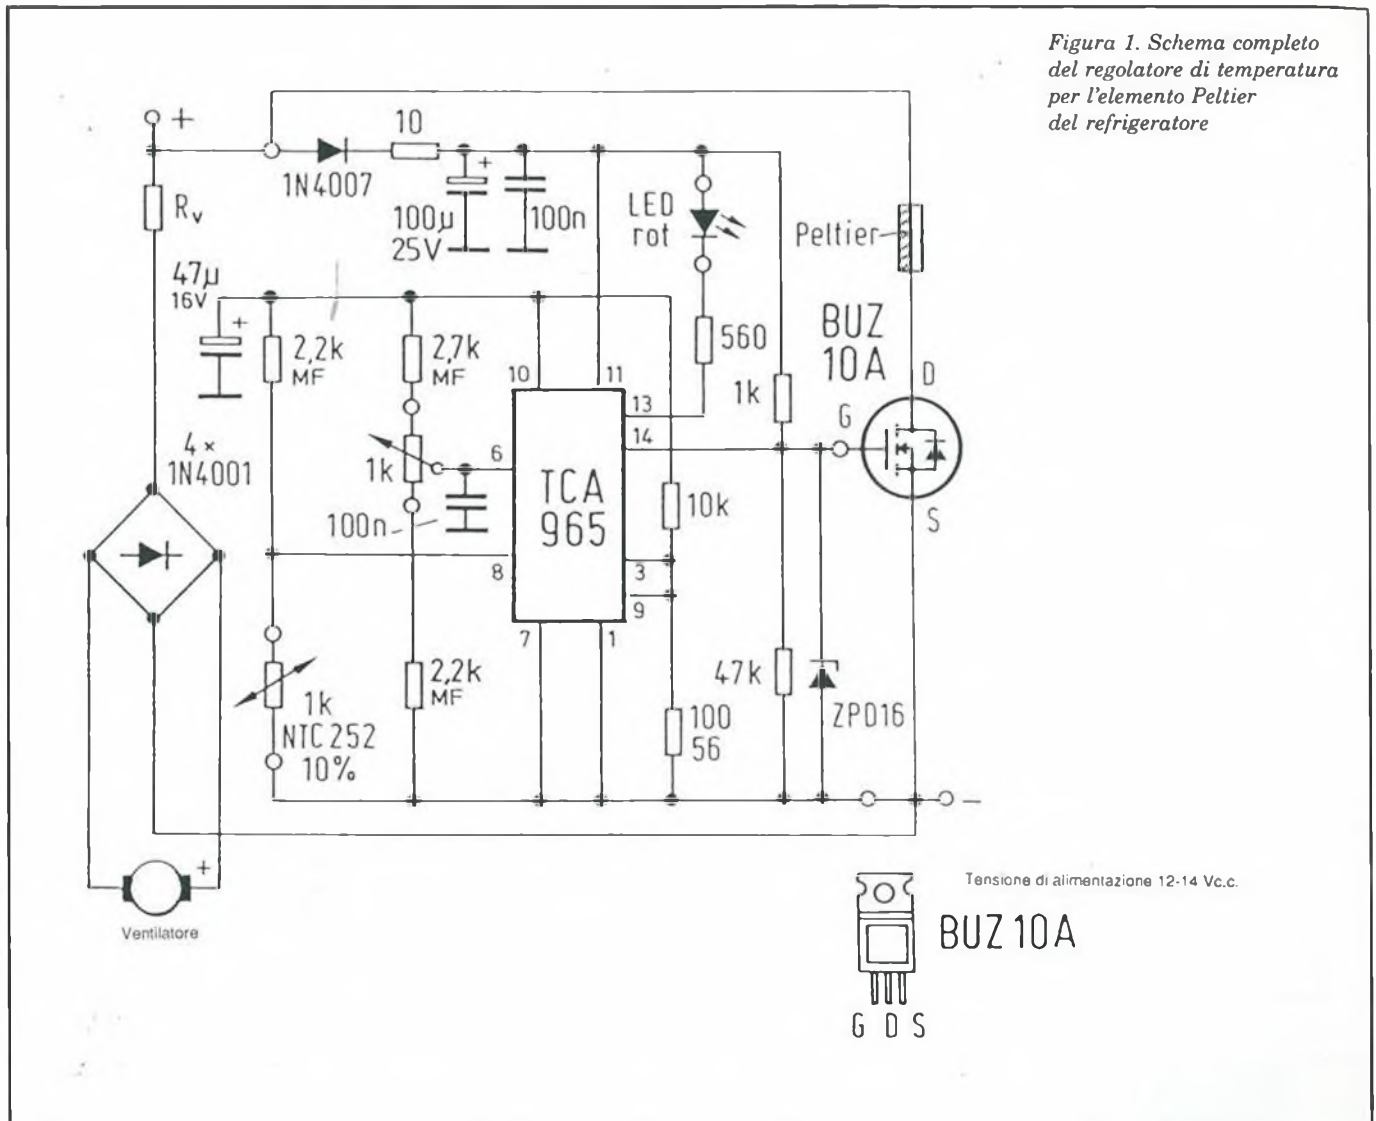 Figura 1. Schema completo
del regolatore di temperatura
per l'elemento Peltier
del refrigeratore
+
10
1N4007
Rv
+
100µ
25V
100n
LED
rot
Peltier
47µ
16V
+
2,2k
MF
2,7k
MF
560
BUZ
10A
10
11
13
14
1k
D
G
S
4 ×
1N4001
1k
6
100n
TCA
965
10k
8
3
9
7
1
1k
NTC 252
10%
2,2k
MF
100
56
47k
ZPD16
−
+
Ventilatore
Tensione di alimentazione 12-14 Vc.c.
BUZ 10A
G D S